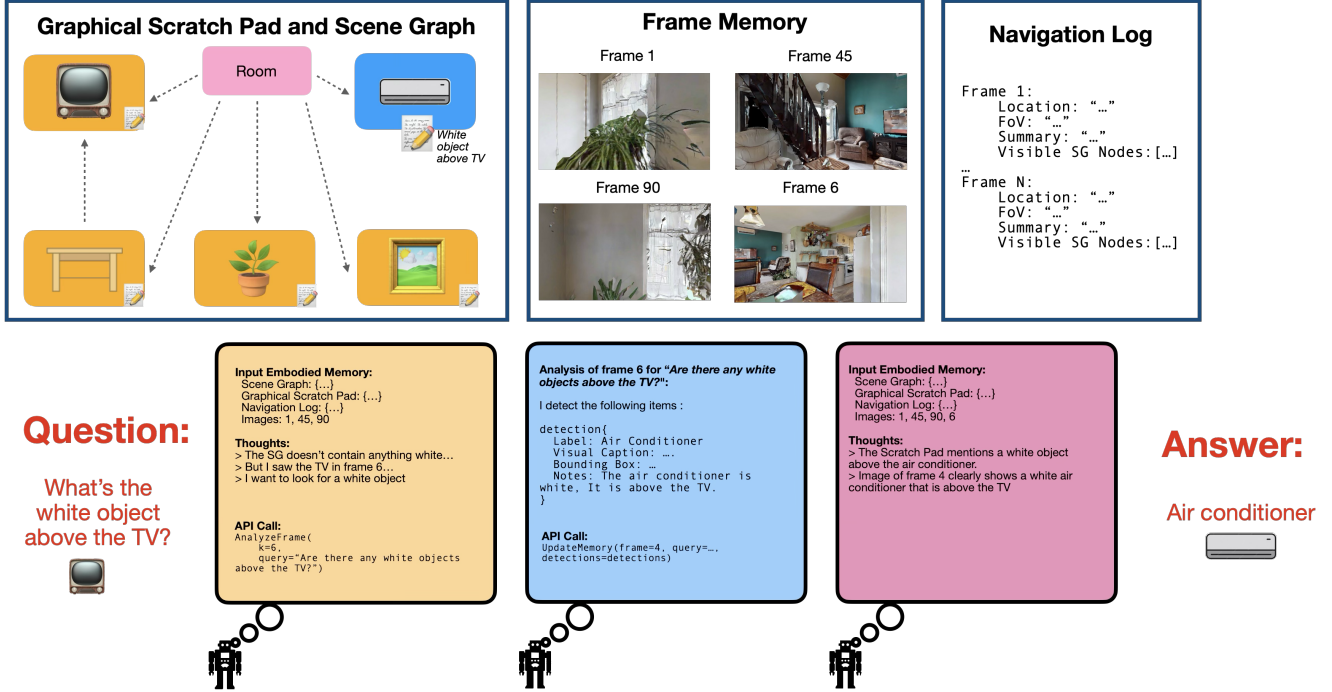 Graphical Scratch Pad and Scene Graph
Room
White
object
above TV
Frame Memory
Frame 1
Frame 45
Frame 90
Frame 6
Navigation Log
Frame 1:
Location: “…”
FoV: “…”
Summary: “…”
Visible SG Nodes:[…]
…
Frame N:
Location: “…”
FoV: “…”
Summary: “…”
Visible SG Nodes:[…]
Question:
What’s the
white object
above the TV?
Input Embodied Memory:
Scene Graph: {…}
Graphical Scratch Pad: {…}
Navigation Log: {…}
Images: 1, 45, 90
Thoughts:
> The SG doesn’t contain anything white…
> But I saw the TV in frame 6…
> I want to look for a white object
API Call:
AnalyzeFrame(
k=6,
query=“Are there any white objects
above the TV?”)
Analysis of frame 6 for “Are there any white
objects above the TV?":
I detect the following items :
detection{
Label: Air Conditioner
Visual Caption: ….
Bounding Box: …
Notes: The air conditioner is
white, It is above the TV.
}
API Call:
UpdateMemory(frame=4, query=…,
detections=detections)
Input Embodied Memory:
Scene Graph: {…}
Graphical Scratch Pad: {…}
Navigation Log: {…}
Images: 1, 45, 90, 6
Thoughts:
> The Scratch Pad mentions a white object
above the air conditioner.
> Image of frame 4 clearly shows a white air
conditioner that is above the TV
Answer:
Air conditioner